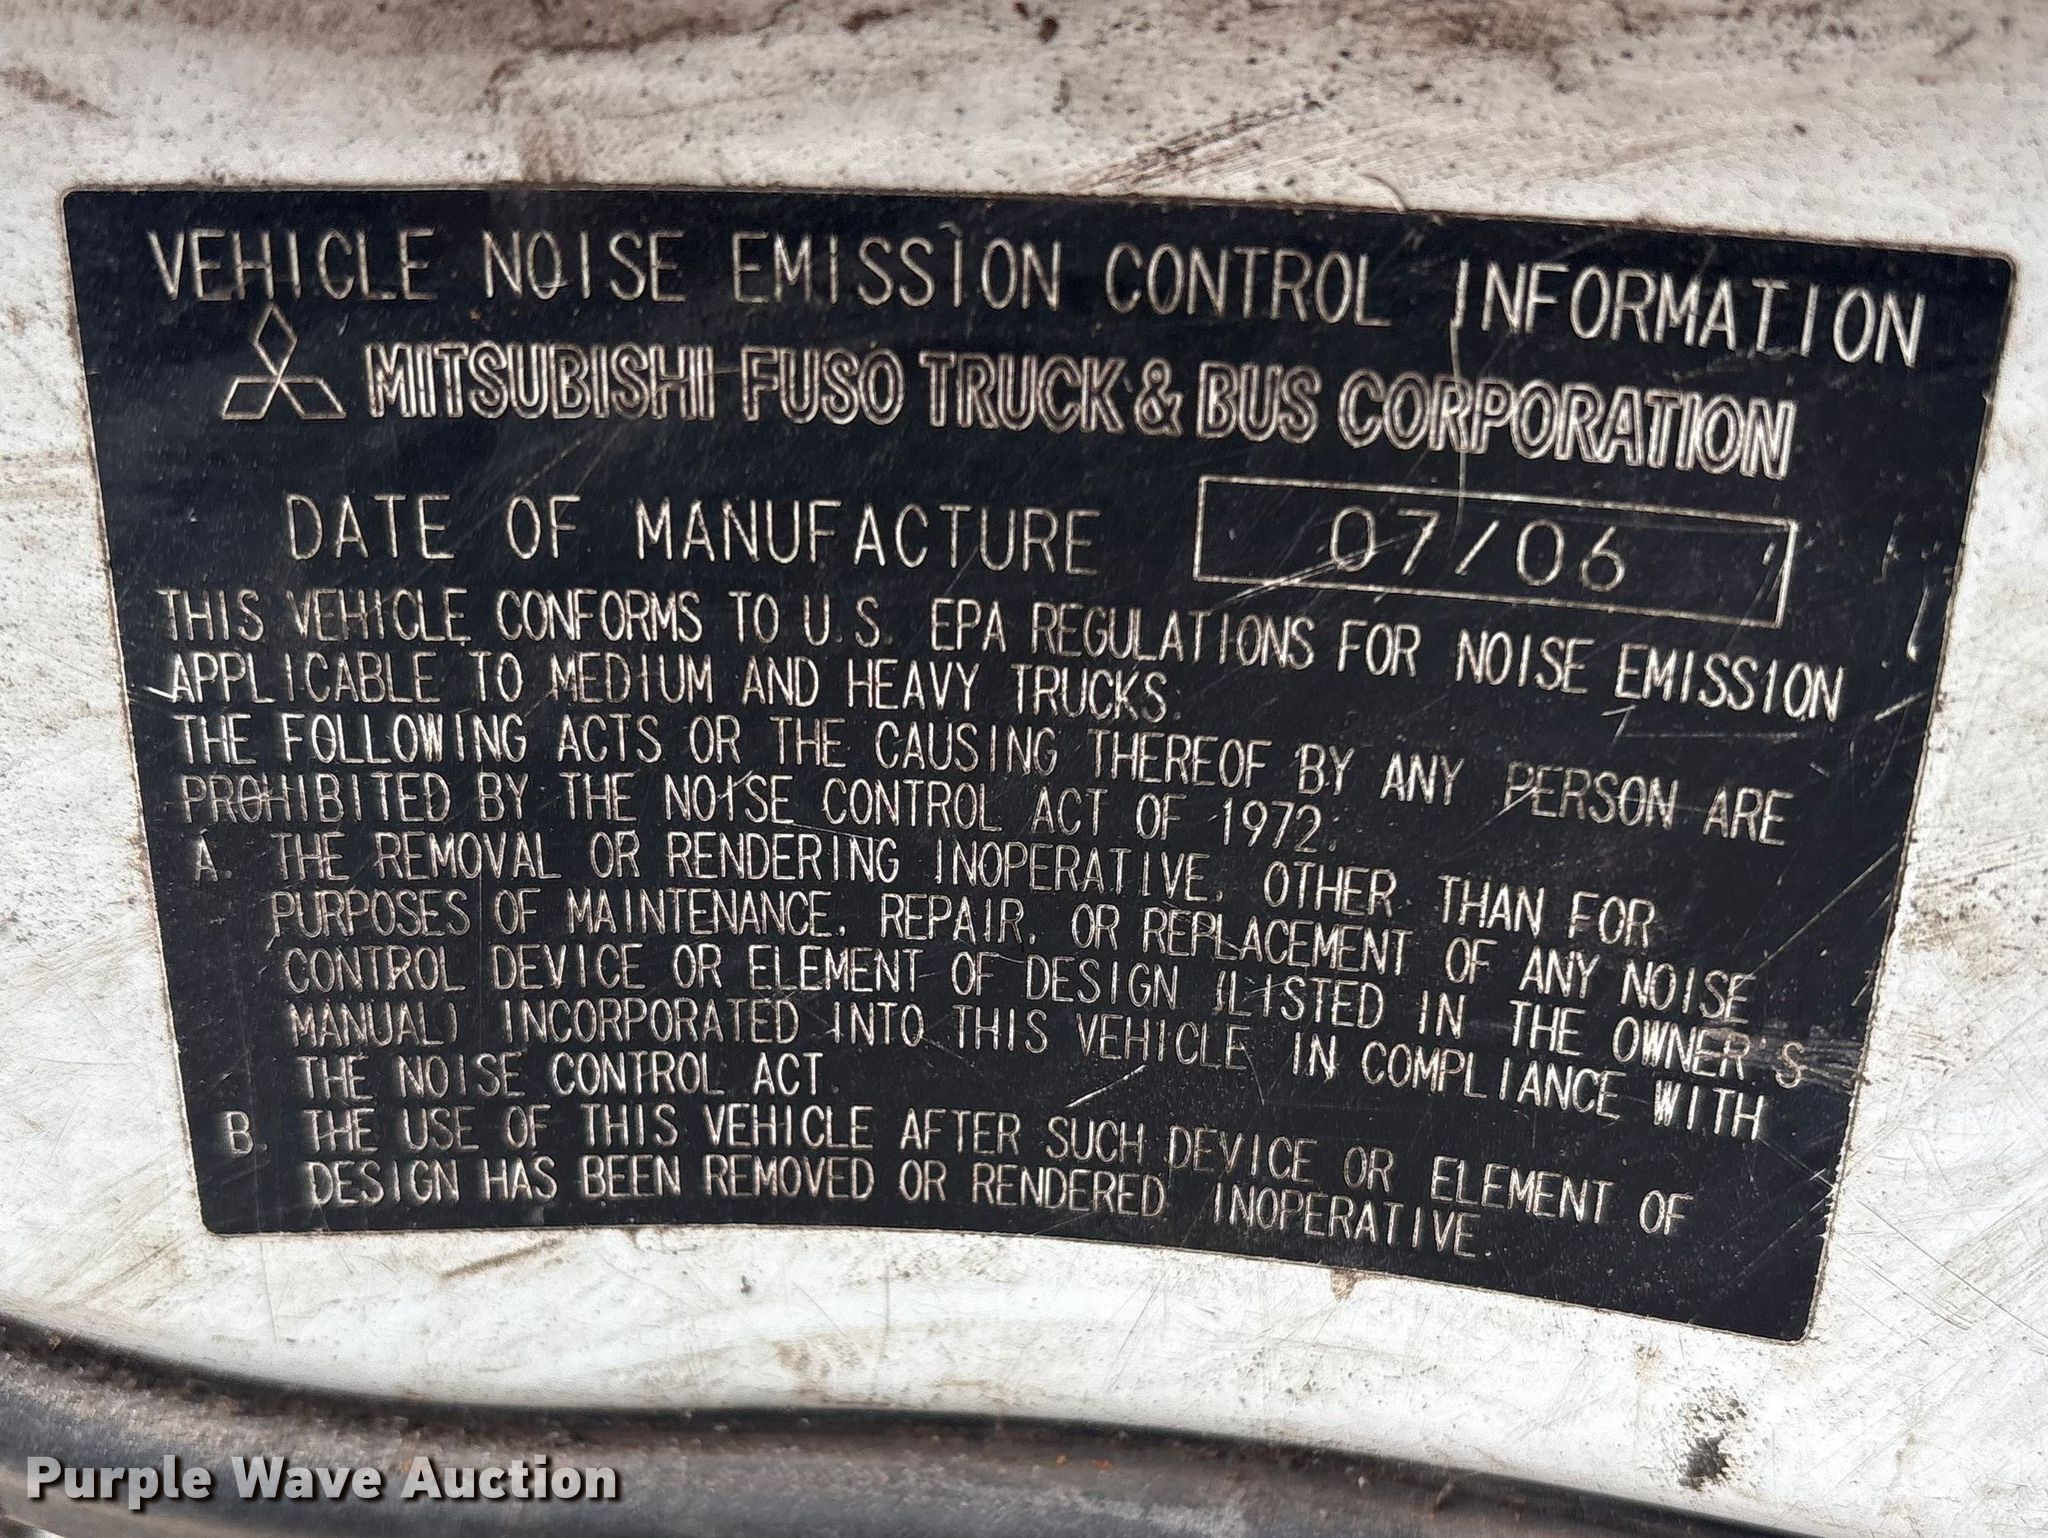 VEHICLE NOISE EMISSION CONTROL INFORMATION
MITSUBISHI FUSO TRUCK & BUS CORPORATION
DATE OF MANUFACTURE 07/06
THIS VEHICLE CONFORMS TO U.S. EPA REGULATIONS FOR NOISE EMISSION
APPLICABLE TO MEDIUM AND HEAVY TRUCKS.
THE FOLLOWING ACTS OR THE CAUSING THEREOF BY ANY PERSON ARE
PROHIBITED BY THE NOISE CONTROL ACT OF 1972.
A. THE REMOVAL OR RENDERING INOPERATIVE, OTHER THAN FOR
PURPOSES OF MAINTENANCE, REPAIR, OR REPLACEMENT OF ANY NOISE
CONTROL DEVICE OR ELEMENT OF DESIGN (LISTED IN THE OWNER'S
MANUAL) INCORPORATED INTO THIS VEHICLE IN COMPLIANCE WITH
THE NOISE CONTROL ACT.
B. THE USE OF THIS VEHICLE AFTER SUCH DEVICE OR ELEMENT OF
DESIGN HAS BEEN REMOVED OR RENDERED INOPERATIVE.
Purple Wave Auction